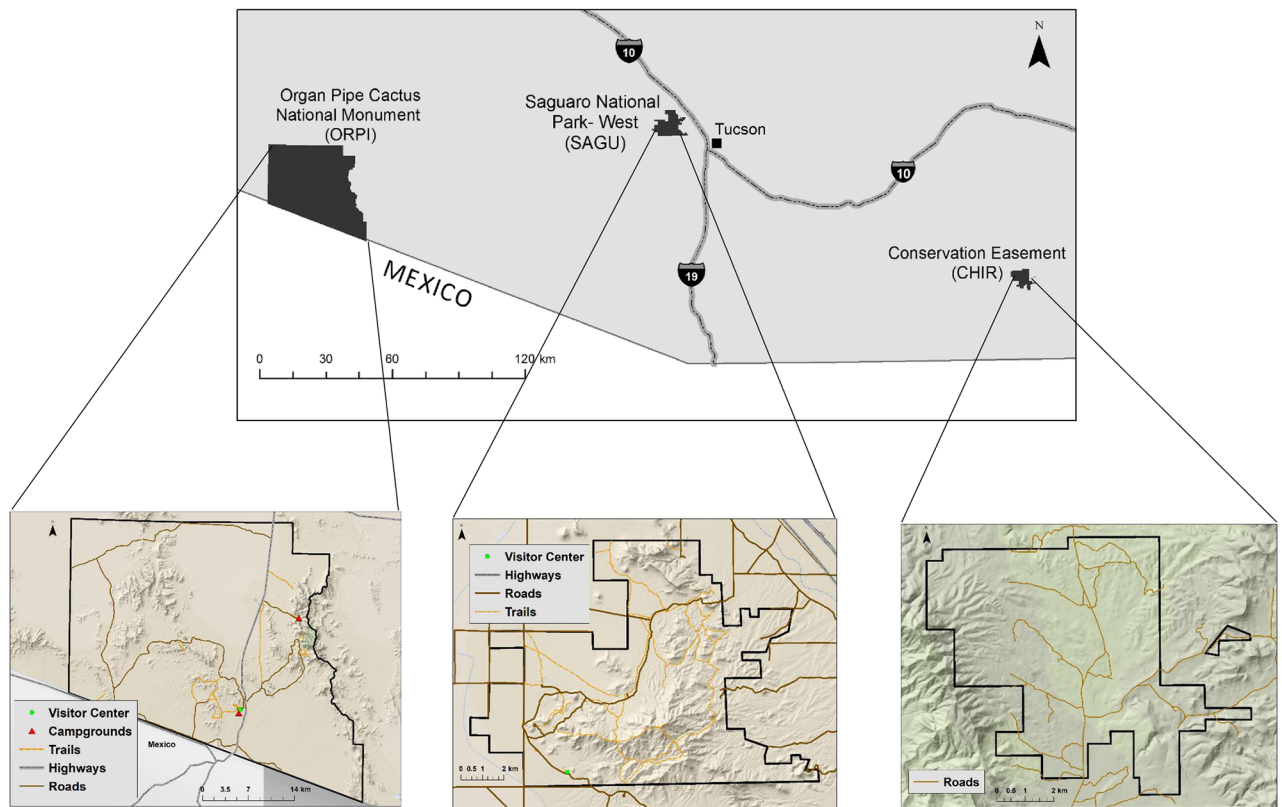 N
10
Organ Pipe Cactus
National Monument
(ORPI)
Saguaro National
Park- West
(SAGU)
Tucson
10
Conservation Easement
(CHIR)
19
MEXICO
0 30 60 120 km
Visitor Center
Campgrounds
Trails
Highways
Roads
Mexico
0 3.5 7 14 km
Visitor Center
Highways
Roads
Trails
0 0.5 1 2 km
Roads
0 0.5 1 2 km